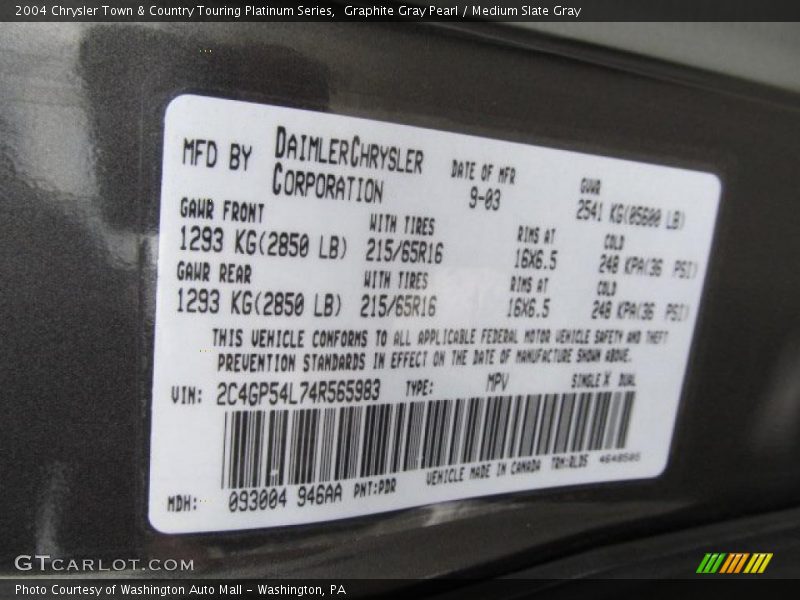 2004 Chrysler Town & Country Touring Platinum Series,  Graphite Gray Pearl / Medium Slate Gray
MFD BY DAIMLERCHRYSLER CORPORATION DATE OF MFR 9-03 GVWR 2541 KG(05600 LB)
GAWR FRONT WITH TIRES RIMS AT COLD
1293 KG(2850 LB) 215/65R16 16X6.5 248 KPA(36 PSI)
GAWR REAR WITH TIRES RIMS AT COLD
1293 KG(2850 LB) 215/65R16 16X6.5 248 KPA(36 PSI)
THIS VEHICLE CONFORMS TO ALL APPLICABLE FEDERAL MOTOR VEHICLE SAFETY AND THEFT
PREVENTION STANDARDS IN EFFECT ON THE DATE OF MANUFACTURE SHOWN ABOVE.
VIN: 2C4GP54L74R565983 TYPE: MPV SINGLE X DUAL
MDH: 093004 946AA PNT:PDR VEHICLE MADE IN CANADA TRM:BLDS 4648505
GTCARLOT.COM
Photo Courtesy of Washington Auto Mall - Washington, PA